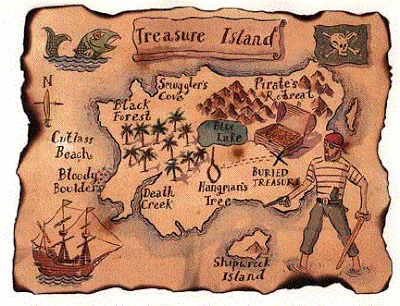 Treasure Island
N
Smuggler's
Cove
Pirate's
Retreat
Black
Forest
Blue
Lake
Cutlass
Beach
Bloody
Boulders
Death
Creek
Hangman's
Tree
BURIED
TREASURE
X
Shipwreck
Island